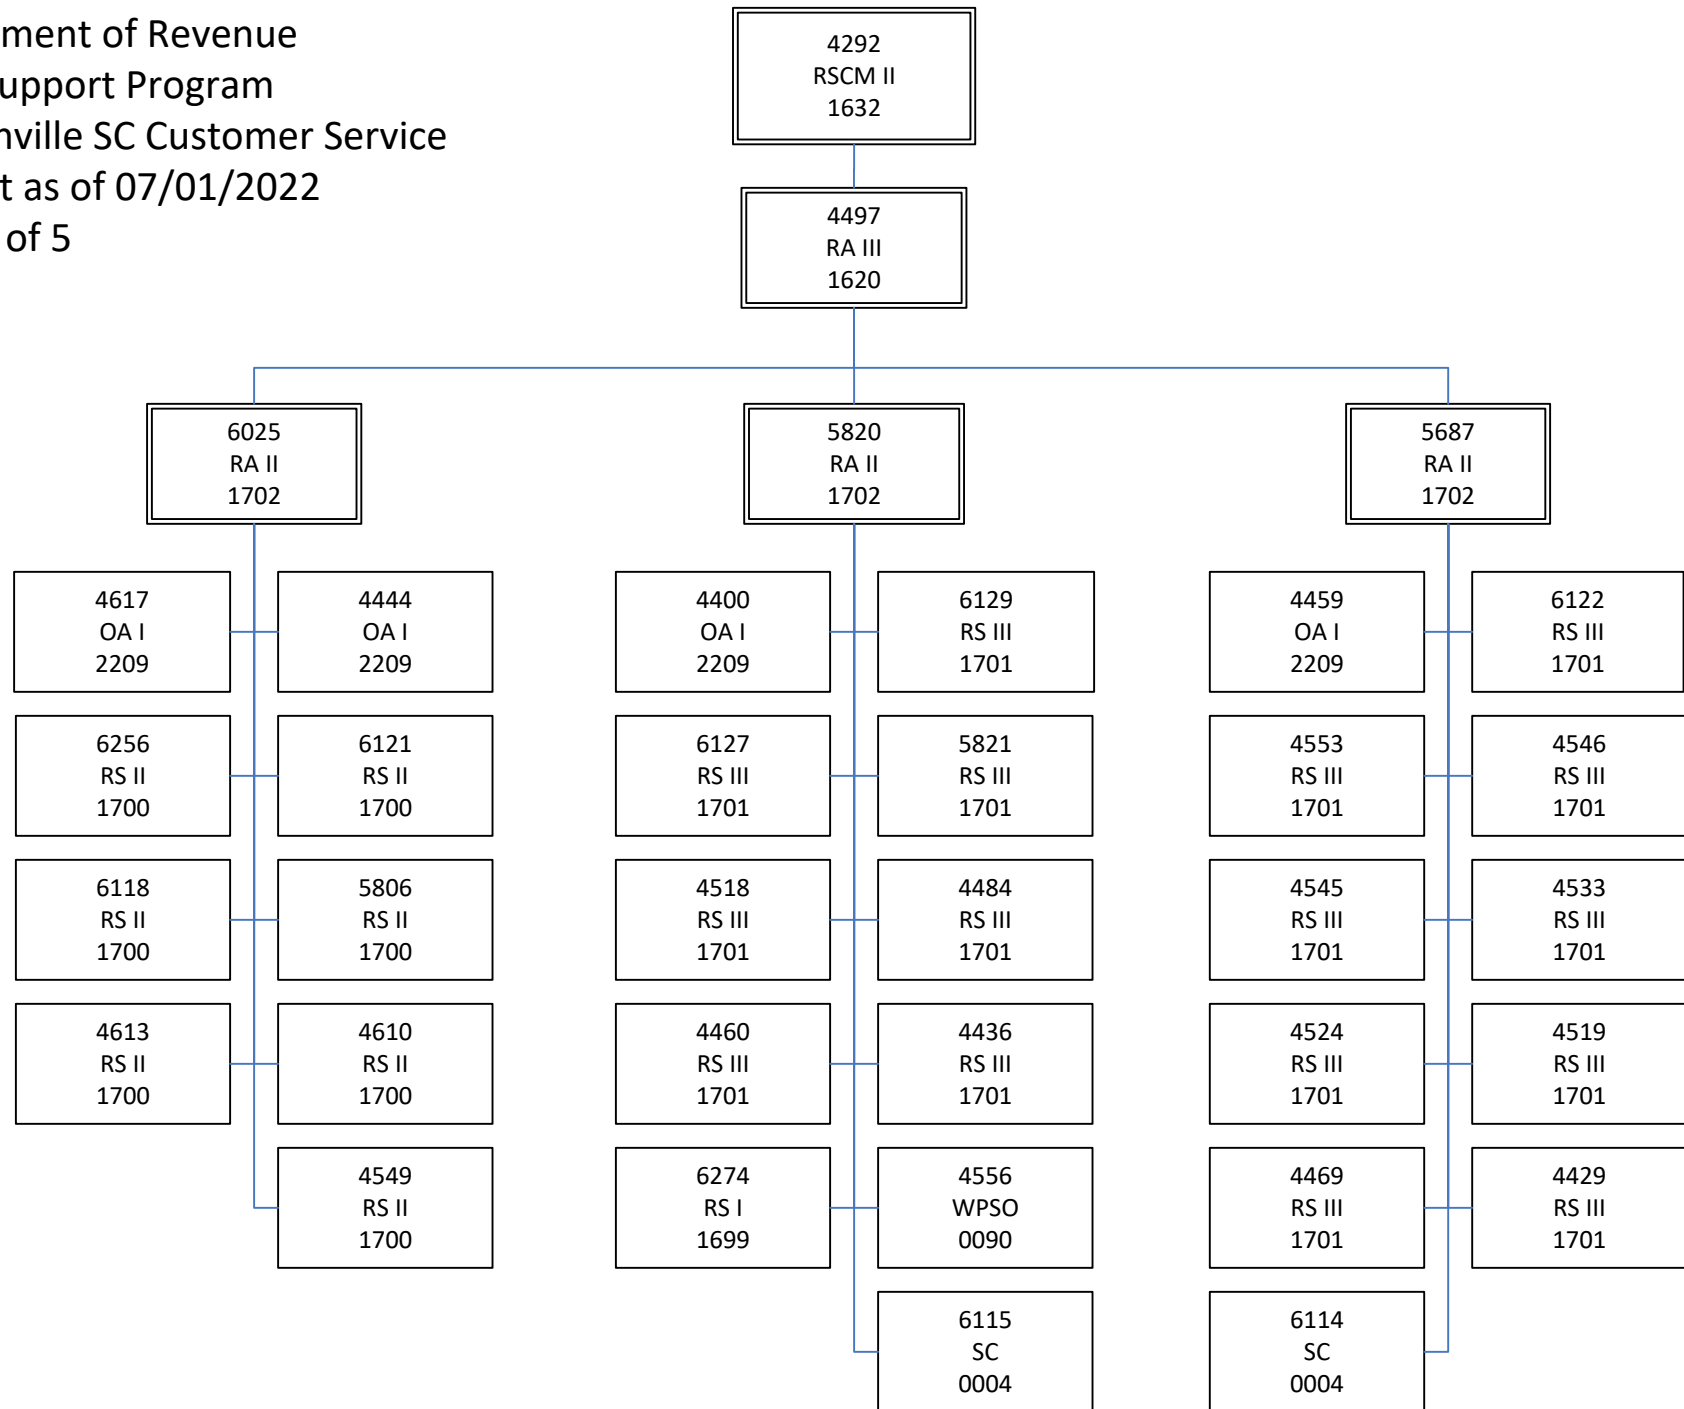 ment of Revenue
upport Program
nville SC Customer Service
t as of 07/01/2022
of 5
4292
RSCM II
1632
4497
RA III
1620
6025
RA II
1702
5820
RA II
1702
5687
RA II
1702
4617
OA I
2209
4444
OA I
2209
4400
OA I
2209
6129
RS III
1701
4459
OA I
2209
6122
RS III
1701
6256
RS II
1700
6121
RS II
1700
6127
RS III
1701
5821
RS III
1701
4553
RS III
1701
4546
RS III
1701
6118
RS II
1700
5806
RS II
1700
4518
RS III
1701
4484
RS III
1701
4545
RS III
1701
4533
RS III
1701
4613
RS II
1700
4610
RS II
1700
4460
RS III
1701
4436
RS III
1701
4524
RS III
1701
4519
RS III
1701
4549
RS II
1700
6274
RS I
1699
4556
WPSO
0090
4469
RS III
1701
4429
RS III
1701
6115
SC
0004
6114
SC
0004